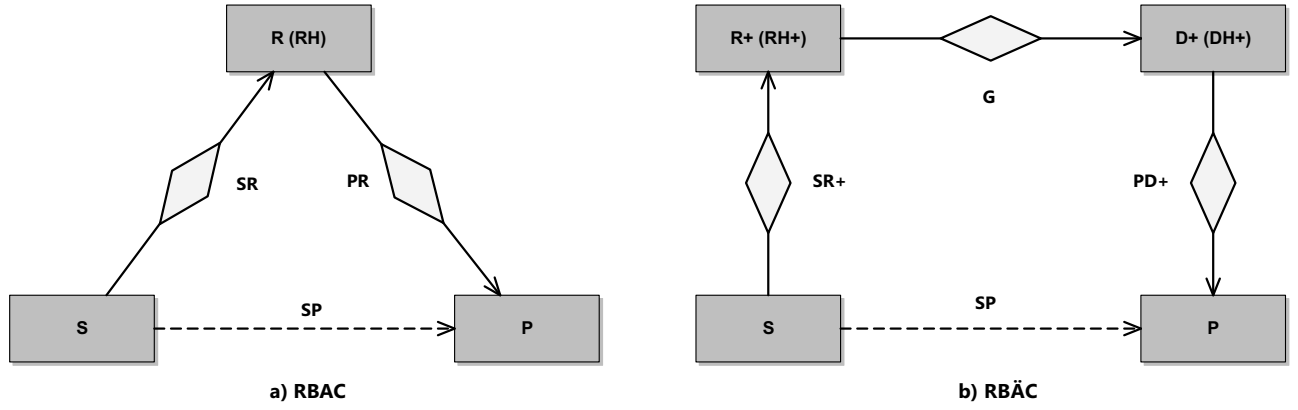 R (RH)
SR
PR
S
SP
P
a) RBAC
R+ (RH+)
D+ (DH+)
G
SR+
PD+
S
SP
P
b) RBÄC